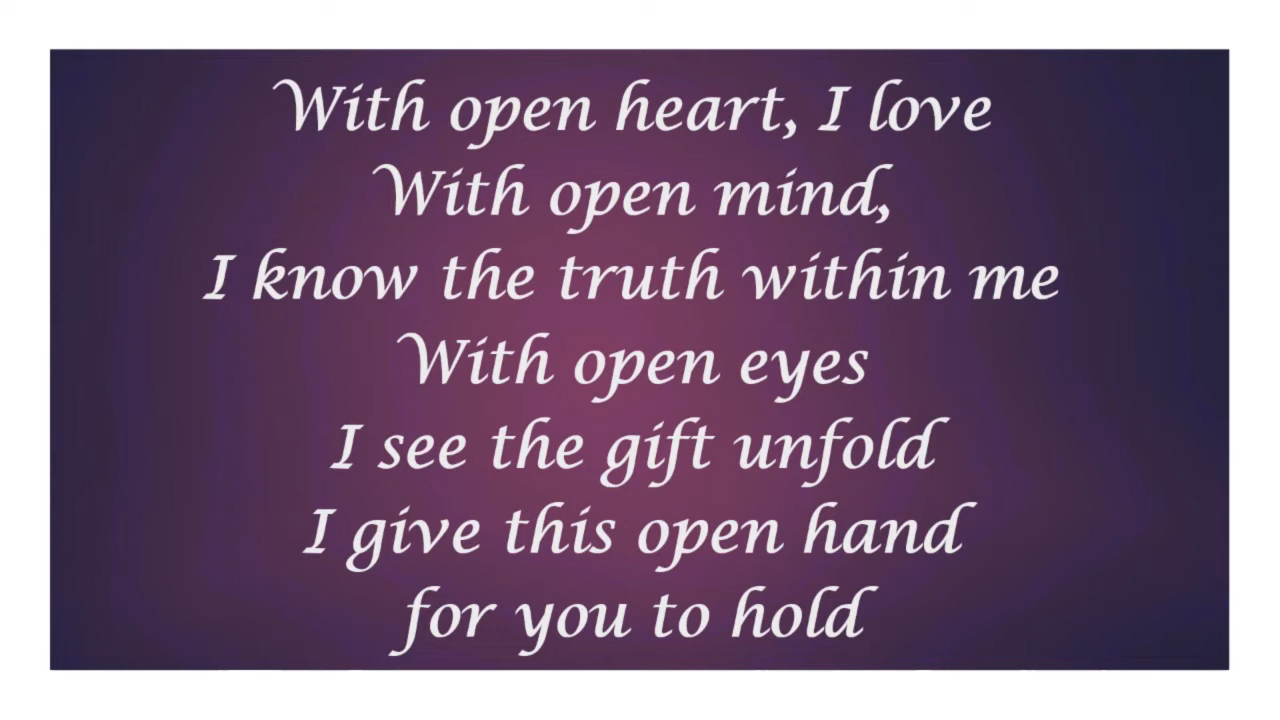 With open heart, I love
With open mind,
I know the truth within me
With open eyes
I see the gift unfold
I give this open hand
for you to hold